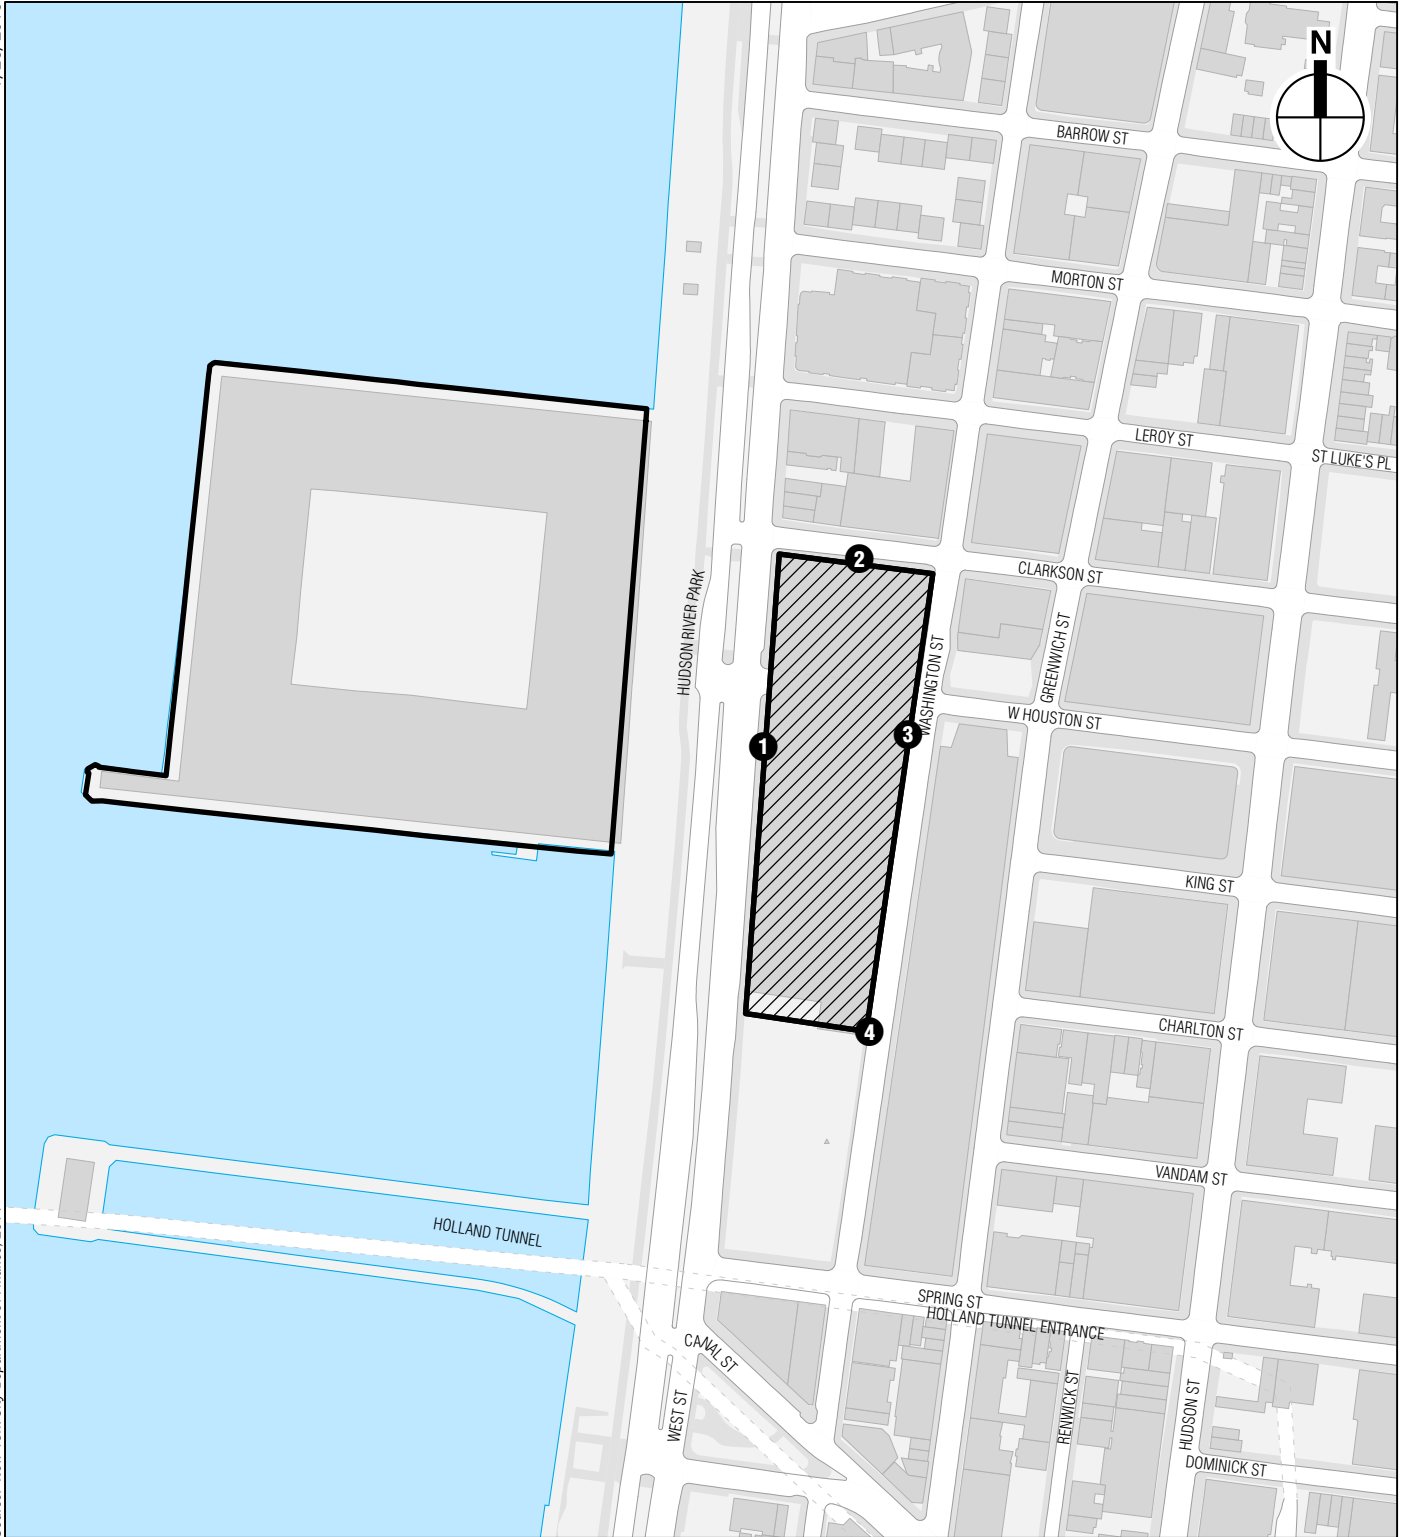 N
BARROW ST
MORTON ST
LEROY ST
ST LUKE'S PL
2
CLARKSON ST
HUDSON RIVER PARK
WASHINGTON ST
GREENWICH ST
W HOUSTON ST
3
1
KING ST
4
CHARLTON ST
VANDAM ST
HOLLAND TUNNEL
SPRING ST
HOLLAND TUNNEL ENTRANCE
CANAL ST
WEST ST
RENWICK ST
HUDSON ST
DOMINICK ST